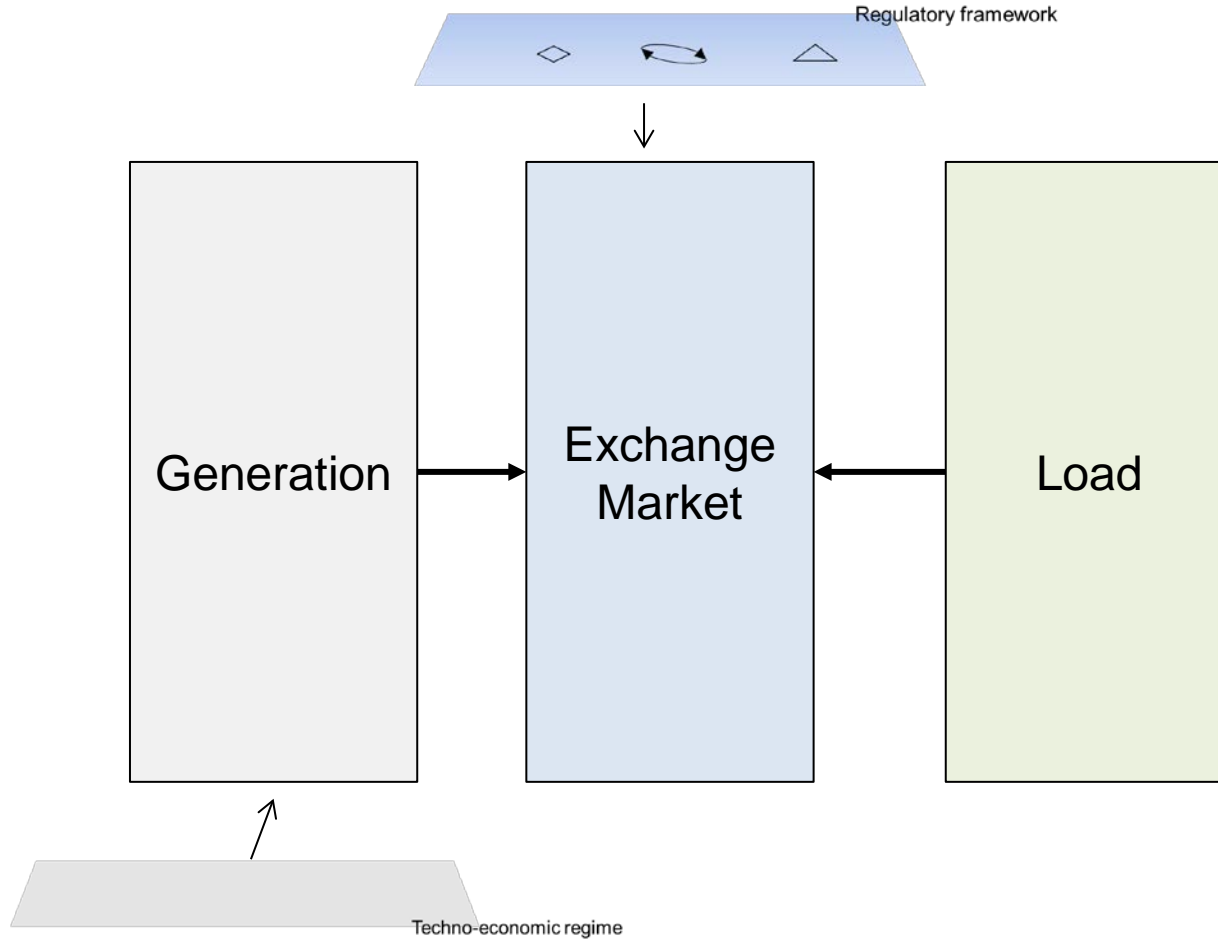 Regulatory framework
Generation
Exchange
Market
Load
Techno-economic regime